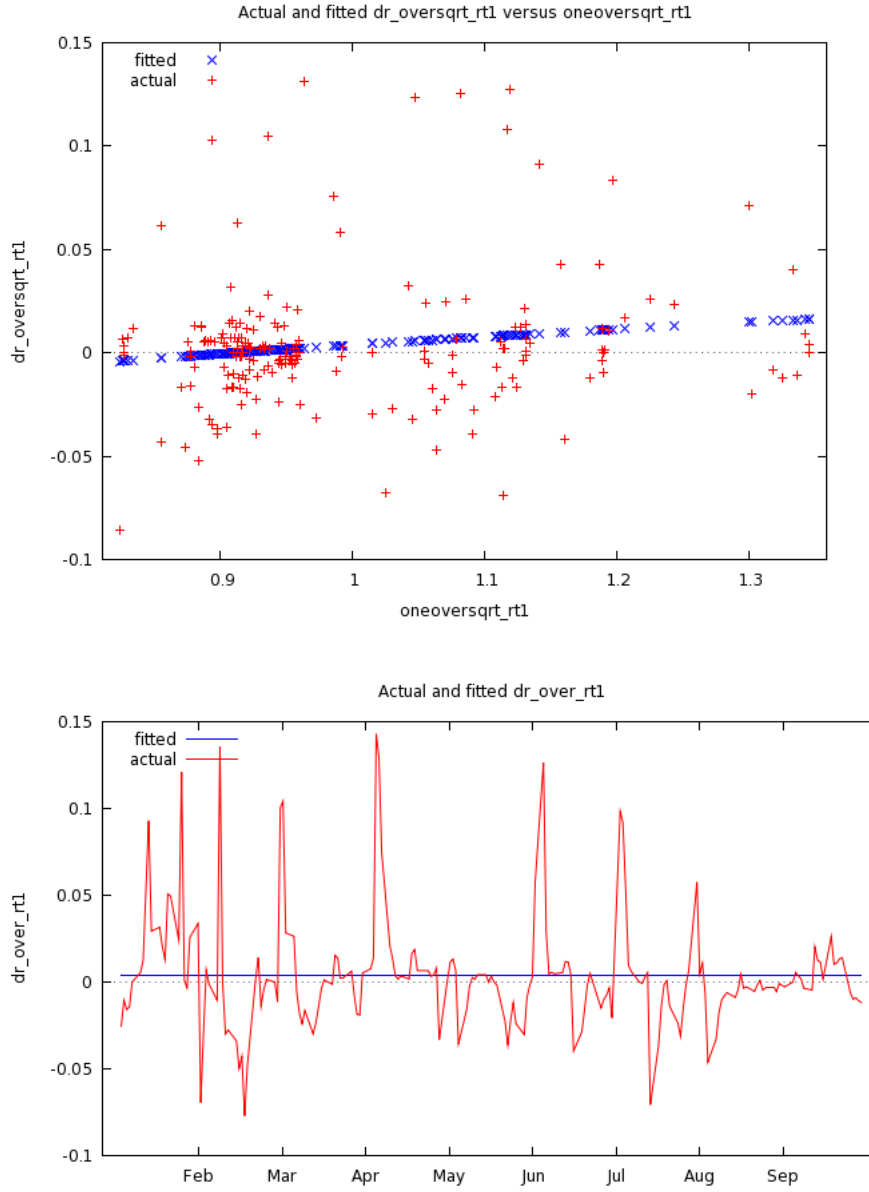 Actual and fitted dr_oversqrt_rt1 versus oneoversqrt_rt1
0.15
fitted
actual
0.1
0.05
dr_oversqrt_rt1
0
-0.05
-0.1
0.9
1
1.1
1.2
1.3
oneoversqrt_rt1
Actual and fitted dr_over_rt1
0.15
fitted
actual
0.1
0.05
dr_over_rt1
0
-0.05
-0.1
Feb
Mar
Apr
May
Jun
Jul
Aug
Sep